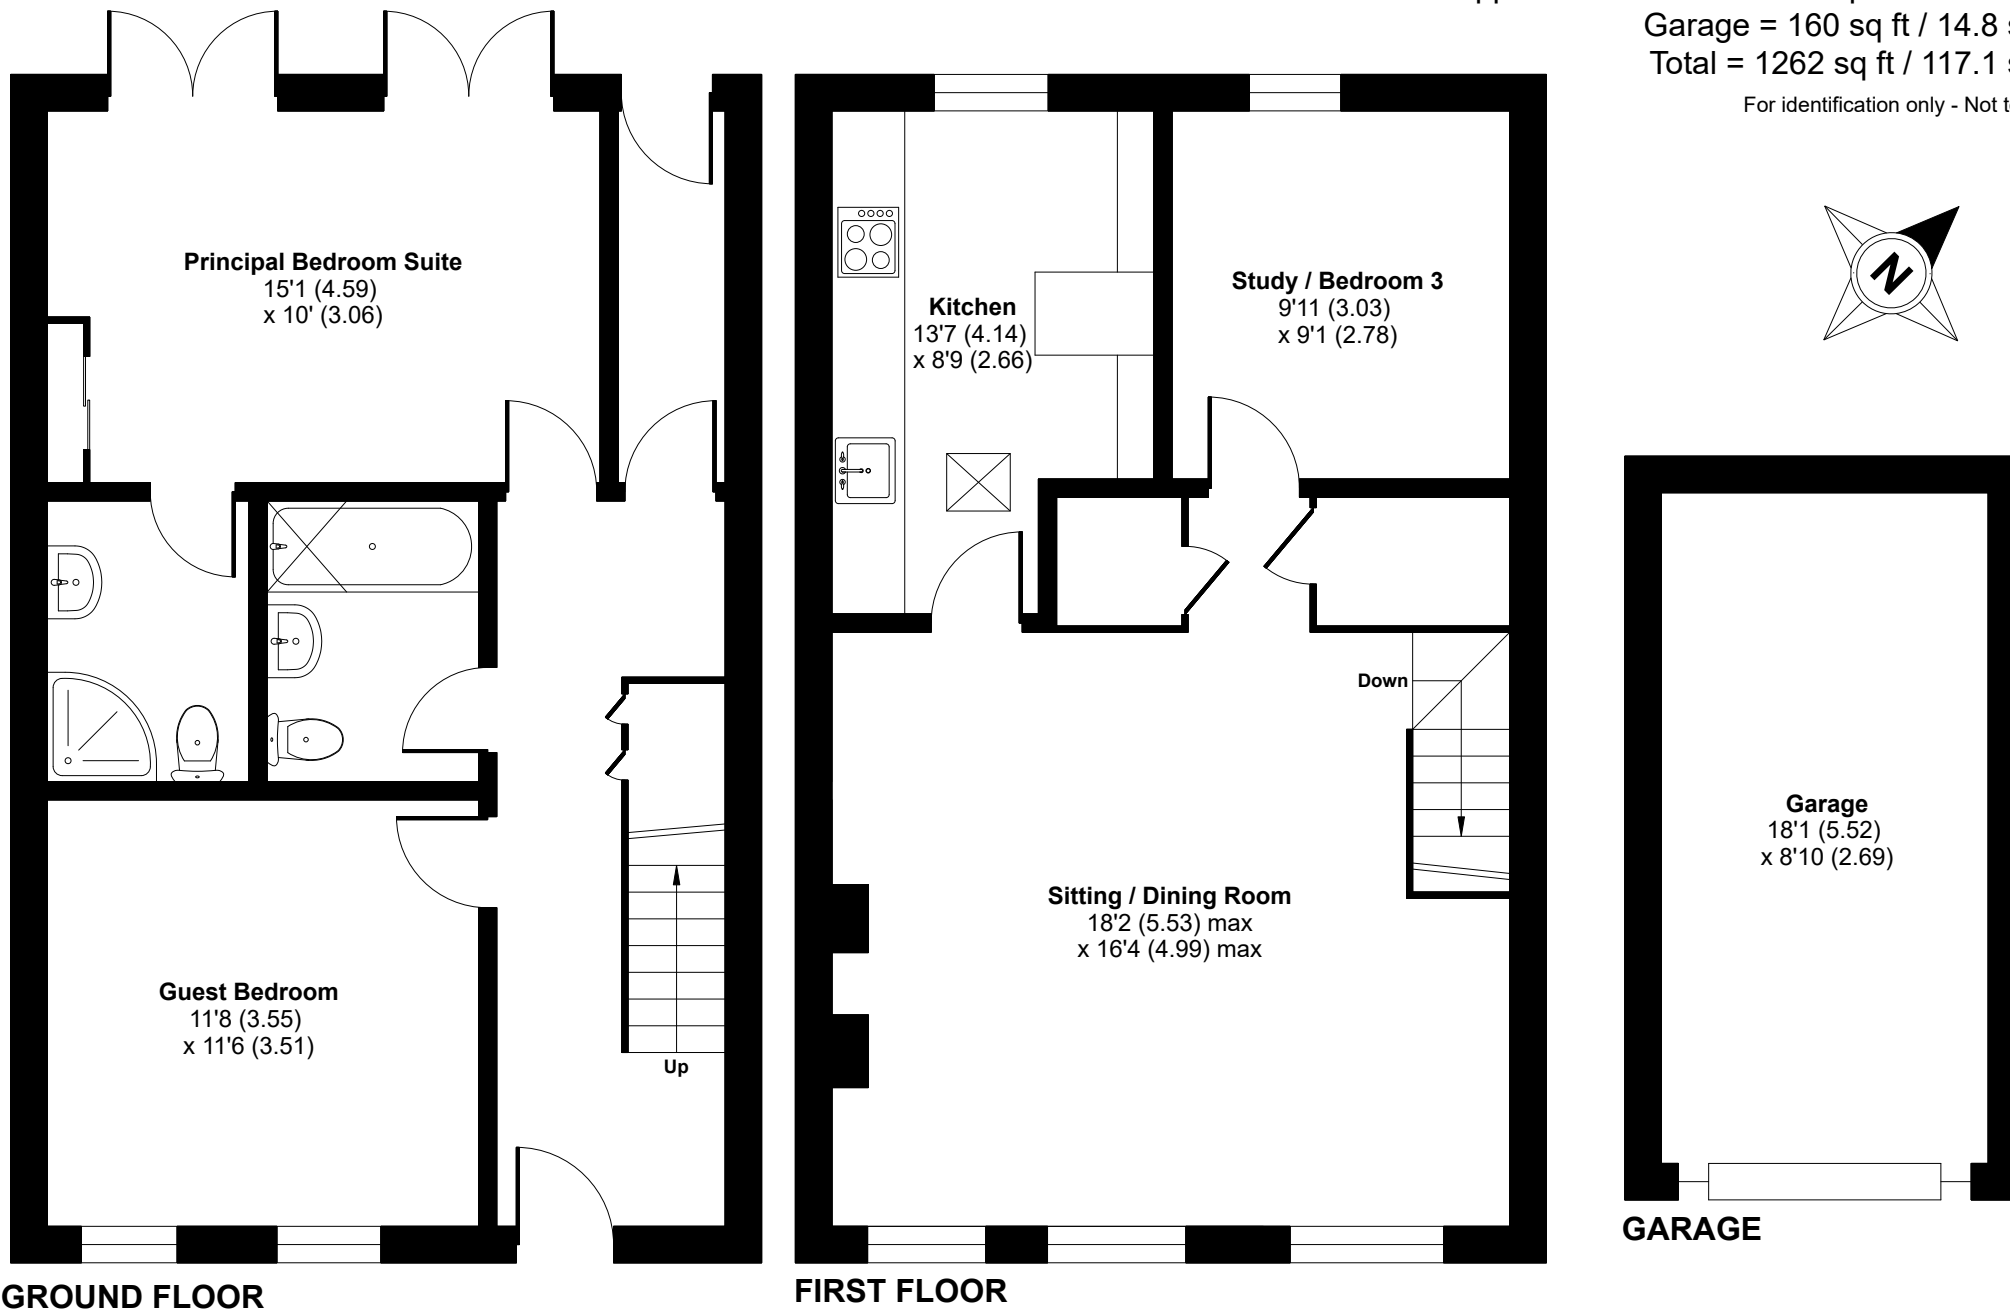 Garage = 160 sq ft / 14.8
Total = 1262 sq ft / 117.1
For identification only - Not
N
Principal Bedroom Suite
15'1 (4.59)
x 10' (3.06)
Kitchen
13'7 (4.14)
x 8'9 (2.66)
Study / Bedroom 3
9'11 (3.03)
x 9'1 (2.78)
Down
Garage
18'1 (5.52)
x 8'10 (2.69)
Sitting / Dining Room
18'2 (5.53) max
x 16'4 (4.99) max
Guest Bedroom
11'8 (3.55)
x 11'6 (3.51)
Up
GARAGE
GROUND FLOOR
FIRST FLOOR